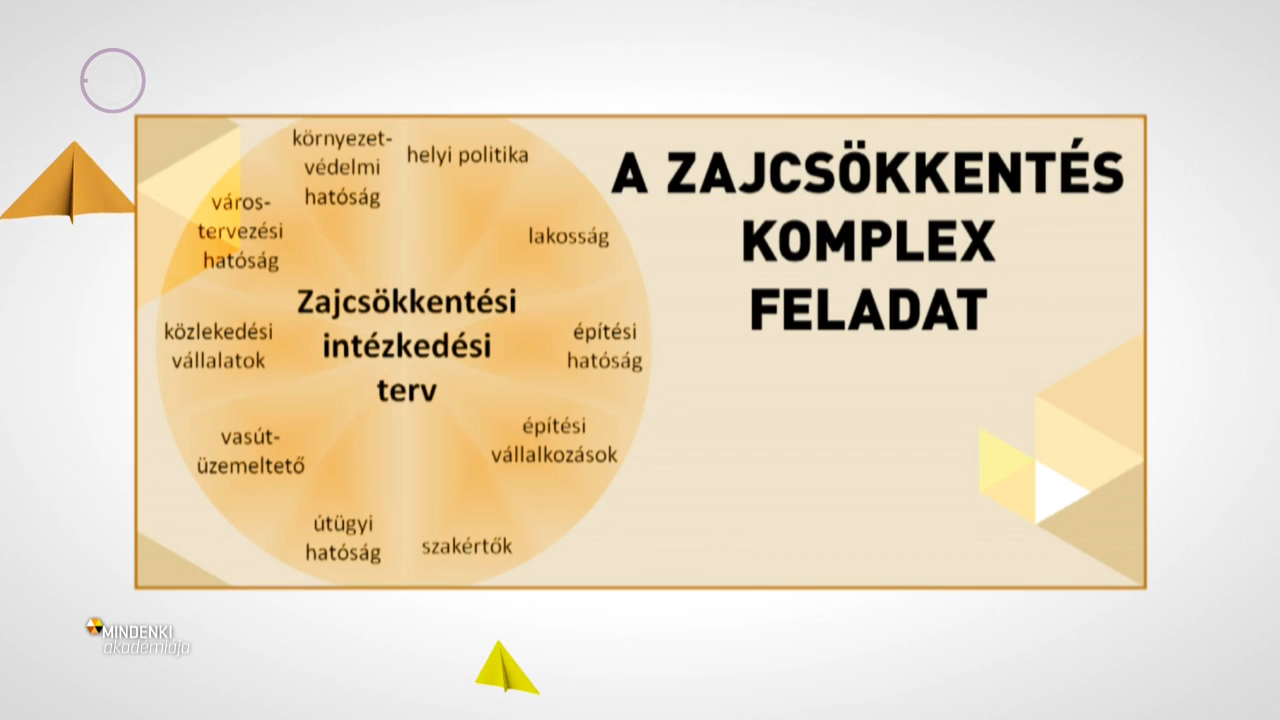 A ZAJCSÖKKENTÉS
KOMPLEX
FELADAT
környezet-
védelmi
hatóság
helyi politika
lakosság
építési
hatóság
építési
vállalkozások
szakértők
útügyi
hatóság
vasút-
üzemeltető
közlekedési
vállalatok
város-
tervezési
hatóság
Zajcsökkentési
intézkedési
terv
MINDENKI
akadémiája